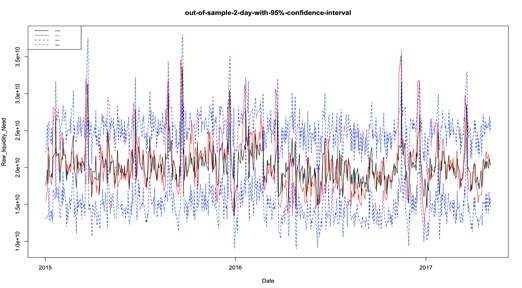 out-of-sample-2-day-with-95%-confidence-interval
Raw_liquidity_Need
3.5e+10
3.0e+10
2.5e+10
2.0e+10
1.5e+10
1.0e+10
2015
2016
2017
Date